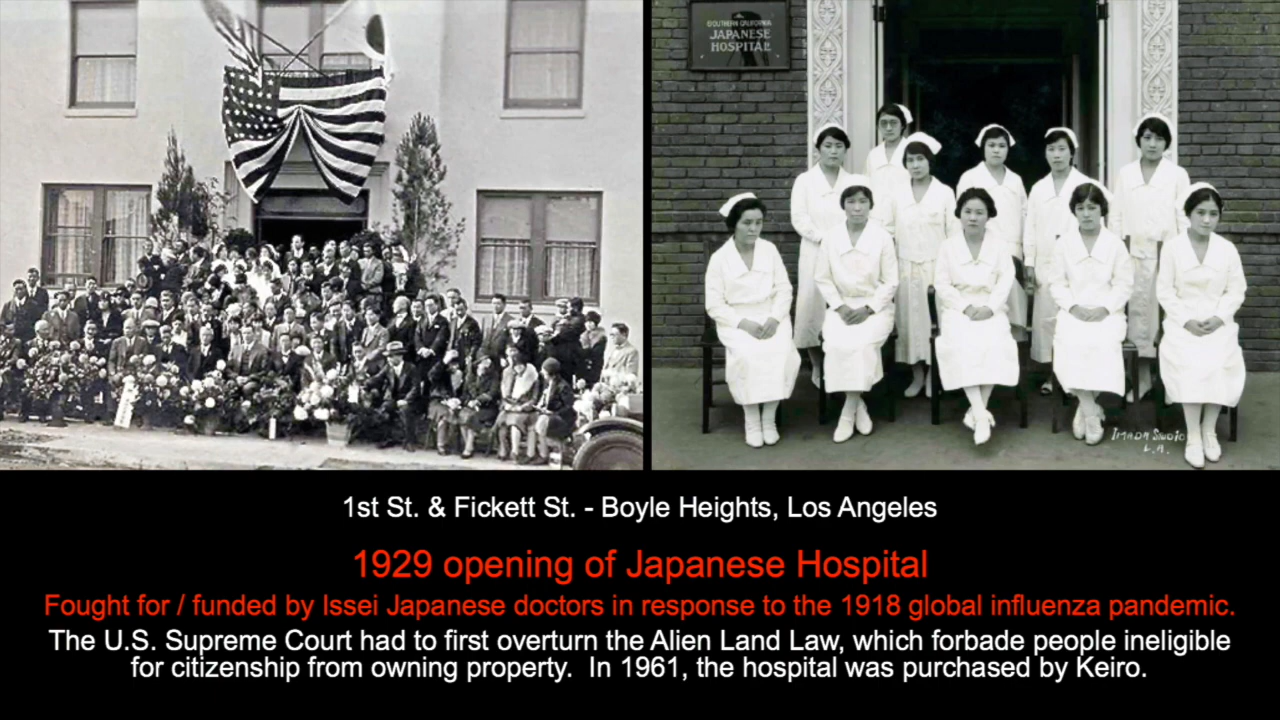 SOUTHERN CALIFORNIA
JAPANESE
HOSPITAL
IMADA STUDIO
L.A.
1st St. & Fickett St. - Boyle Heights, Los Angeles
1929 opening of Japanese Hospital
Fought for / funded by Issei Japanese doctors in response to the 1918 global influenza pandemic.
The U.S. Supreme Court had to first overturn the Alien Land Law, which forbade people ineligible
for citizenship from owning property.  In 1961, the hospital was purchased by Keiro.